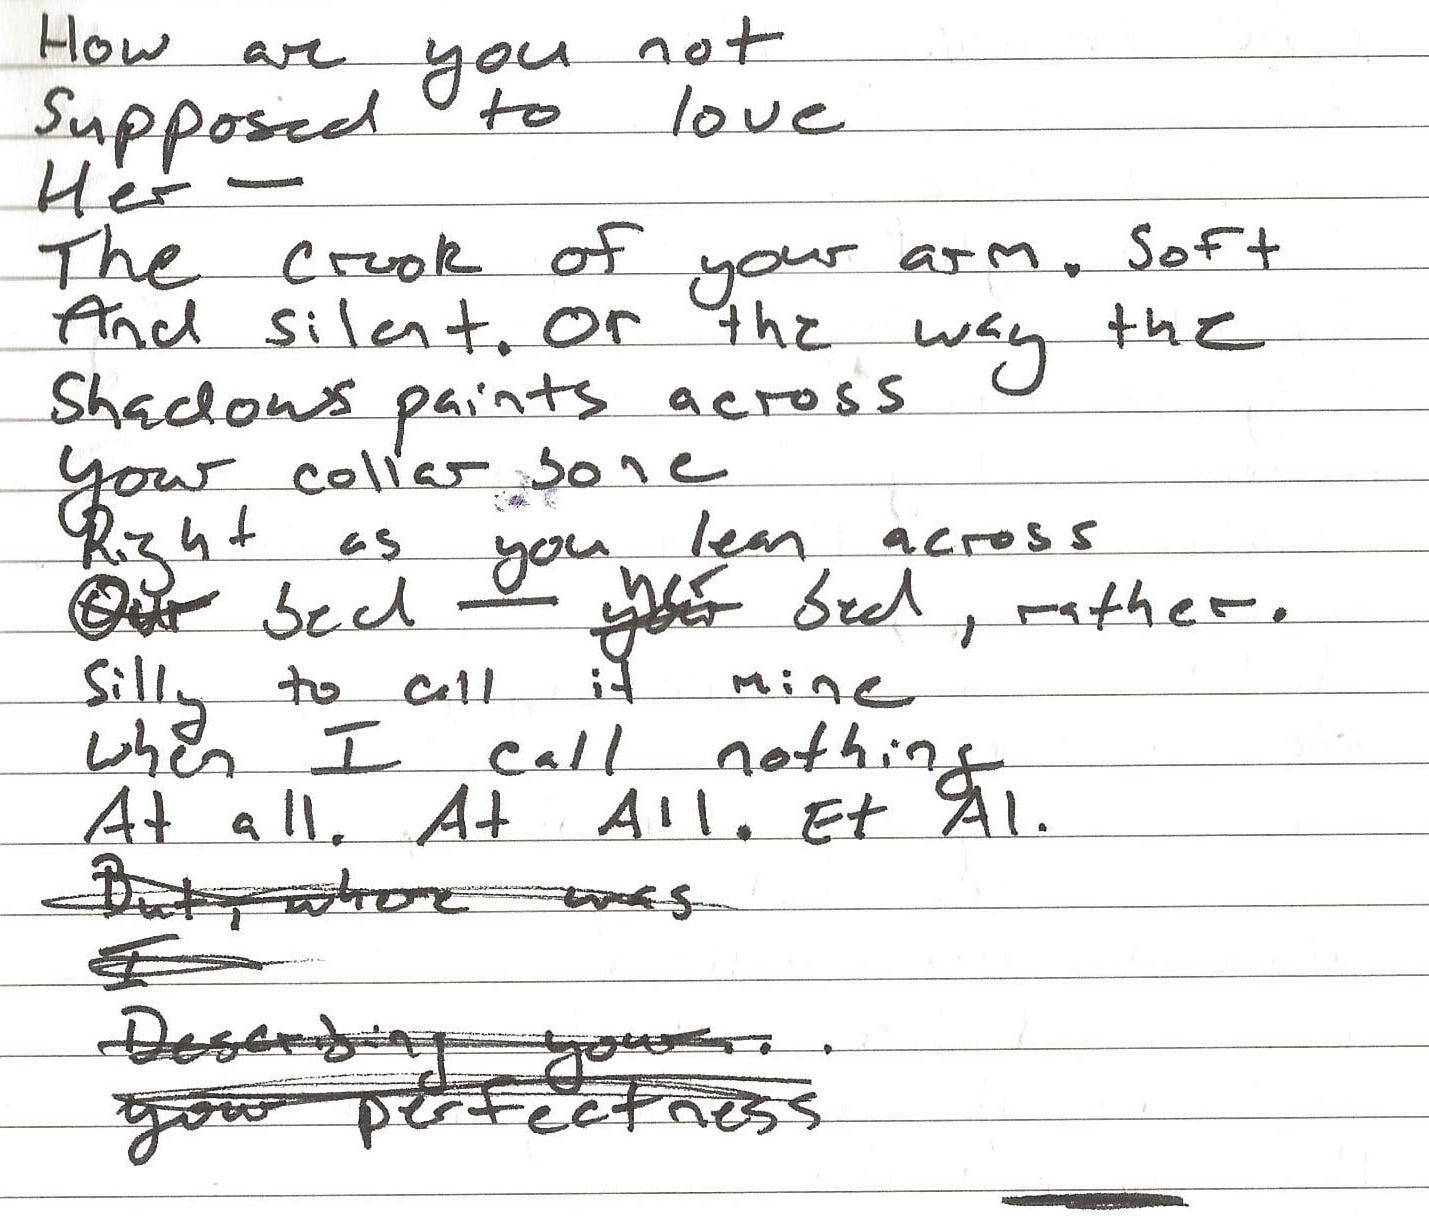 How are you not
Supposed to love
Her —
The crook of your arm. Soft
And silent. Or the way the
Shadows paints across
your collar bone
Right as you lean across
Our bed — her your bed, rather.
Silly to call it mine
When I call nothing
At all. At All. Et Al.
But, where was
I
Describing your...
your perfectness